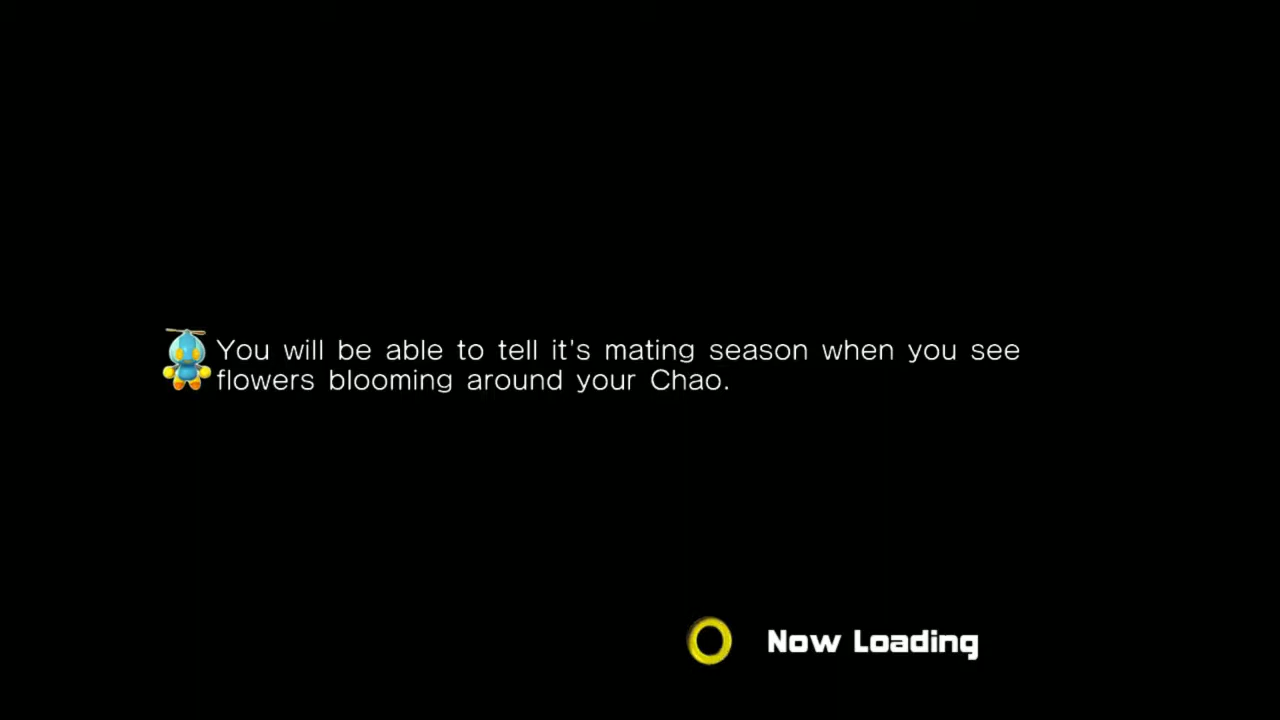 You will be able to tell it's mating season when you see
flowers blooming around your Chao.
Now Loading